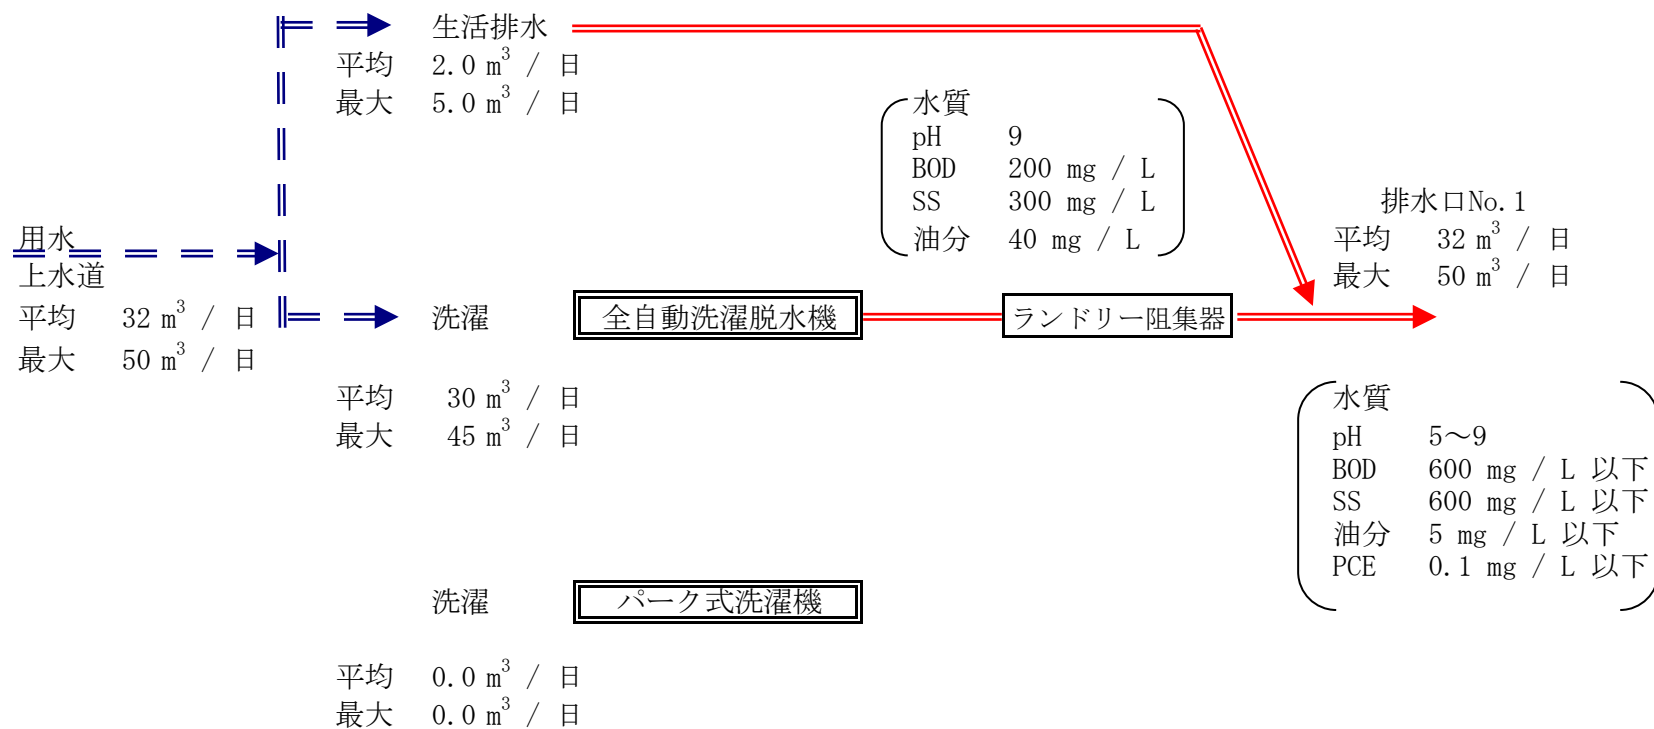 生活排水
平均 2.0 m³ / 日
最大 5.0 m³ / 日
水質
pH 9
BOD 200 mg / L
SS 300 mg / L
油分 40 mg / L
用水
上水道
平均 32 m³ / 日
最大 50 m³ / 日
排水口No.1
平均 32 m³ / 日
最大 50 m³ / 日
洗濯 全自動洗濯脱水機 ランドリー阻集器
平均 30 m³ / 日
最大 45 m³ / 日
水質
pH 5～9
BOD 600 mg / L 以下
SS 600 mg / L 以下
油分 5 mg / L 以下
PCE 0.1 mg / L 以下
洗濯 パーク式洗濯機
平均 0.0 m³ / 日
最大 0.0 m³ / 日